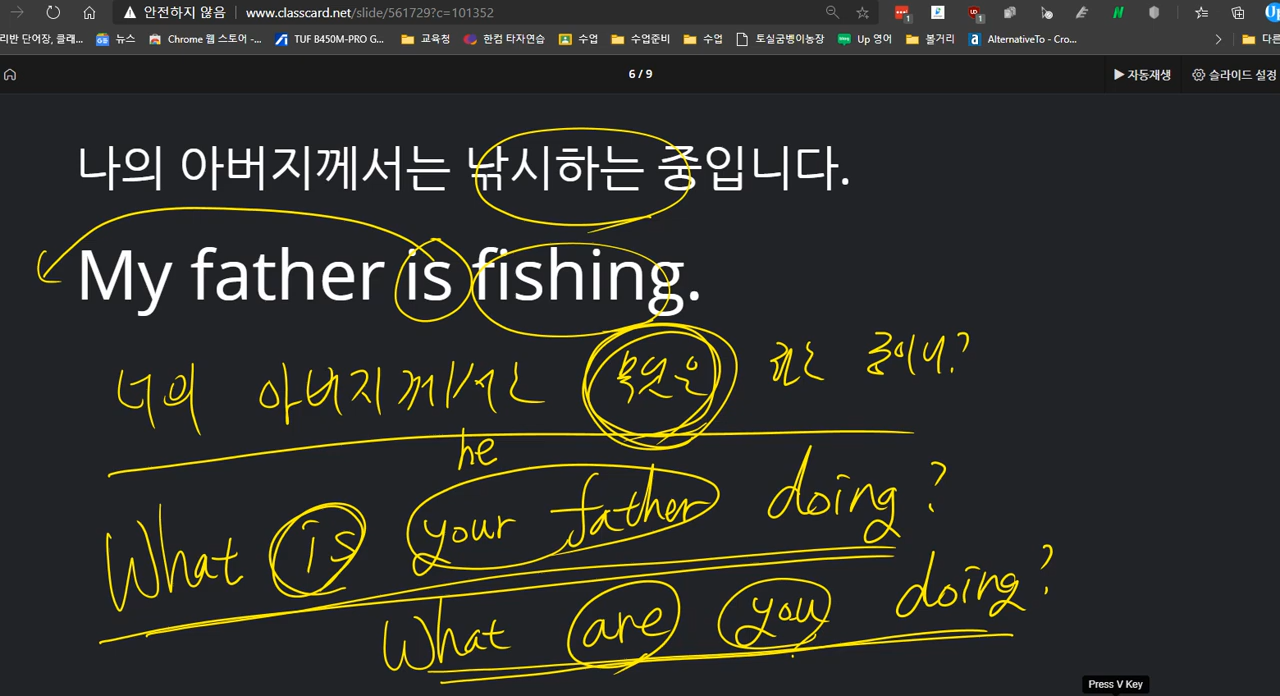 안전하지 않음 www.classcard.net/slide/561729?c=101352
리반 단어장, 클래... 뉴스 Chrome 웹 스토어 -... TUF B450M-PRO G... 교육청 한컴 타자연습 수업 수업준비 수업 토실굼벵이농장 Up 영어 볼거리 AlternativeTo - Cro... 다른
6 / 9 자동재생 슬라이드 설정
나의 아버지께서는 낚시하는 중입니다.
My father is fishing.
너의 아버지께서는 무엇을 하는 중이니?
he
What is your father doing?
What are you doing?
Press V Key